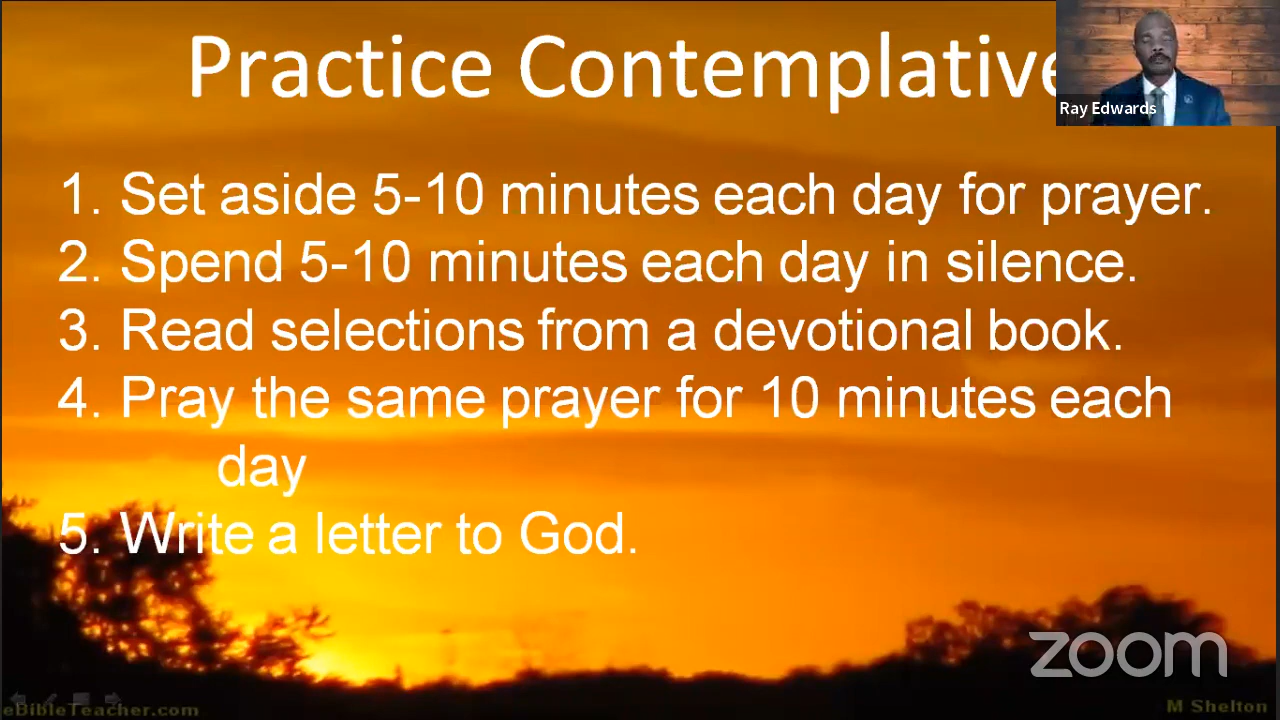 Practice Contemplative
Ray Edwards
1. Set aside 5-10 minutes each day for prayer.
2. Spend 5-10 minutes each day in silence.
3. Read selections from a devotional book.
4. Pray the same prayer for 10 minutes each
day
5. Write a letter to God.
zoom
eBibleTeacher.com
M Shelton